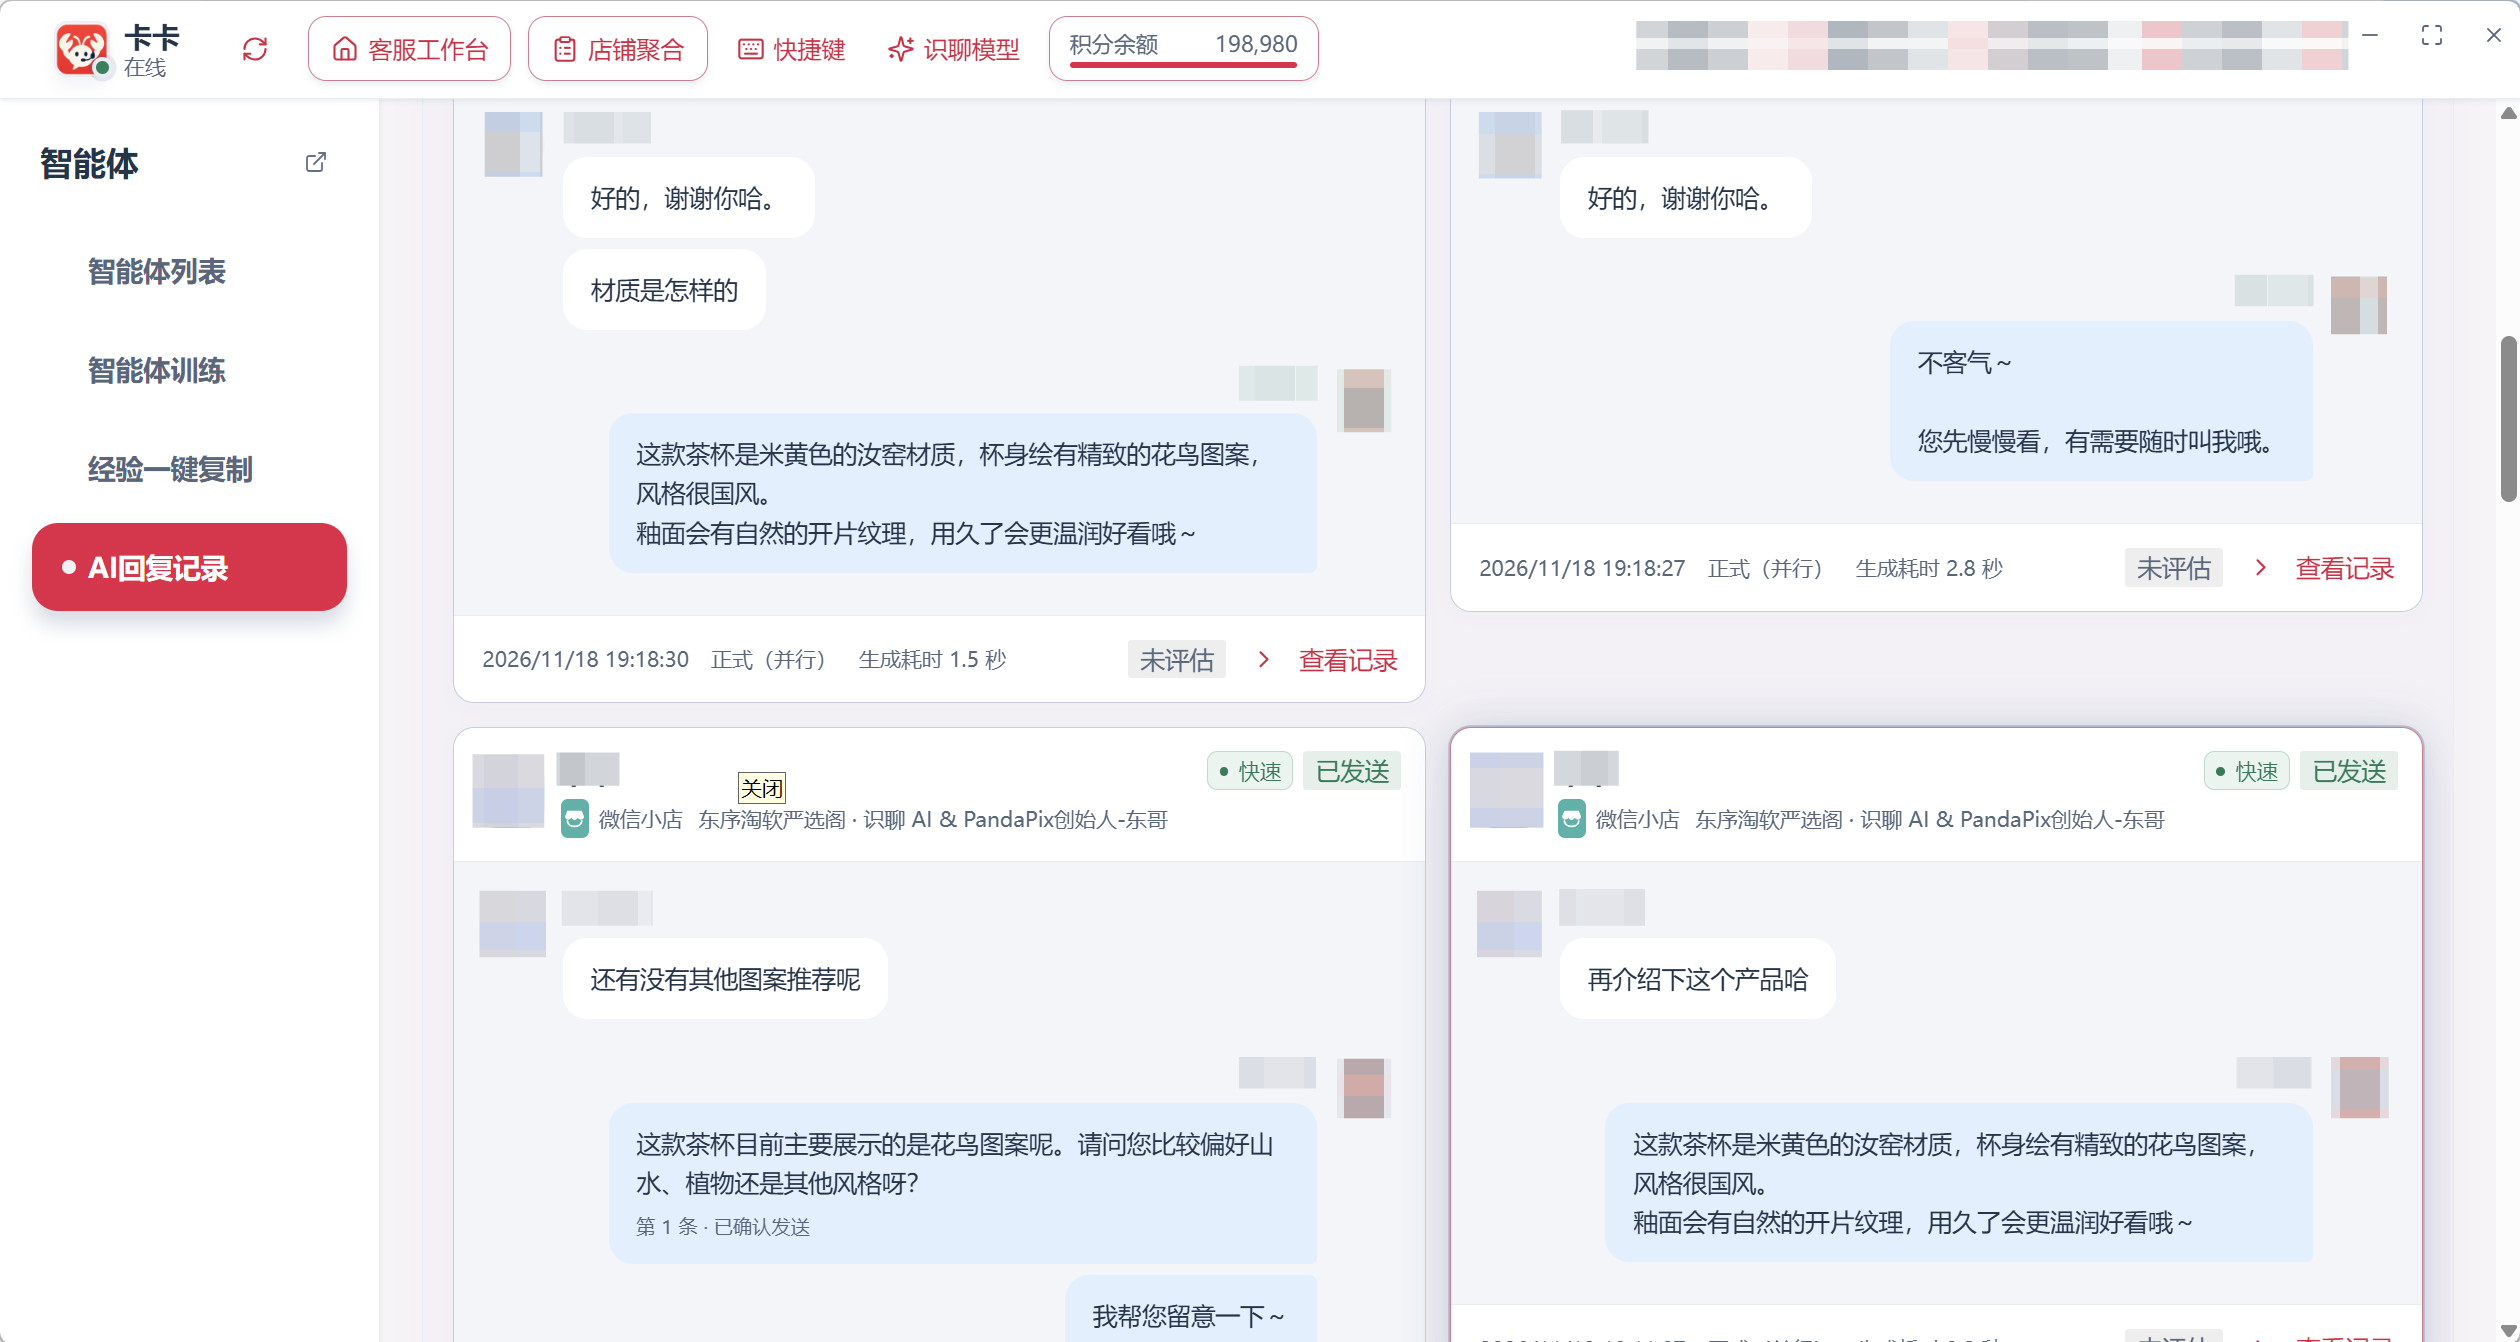 卡卡
在线
客服工作台
店铺聚合
快捷键
识聊模型
积分余额 198,980
智能体
智能体列表
智能体训练
经验一键复制
AI回复记录
好的，谢谢你哈。
材质是怎样的
这款茶杯是米黄色的汝窑材质，杯身绘有精致的花鸟图案，
风格很国风。
釉面会有自然的开片纹理，用久了会更温润好看哦～
2026/11/18 19:18:30 正式（并行） 生成耗时 1.5 秒
未评估
查看记录
好的，谢谢你哈。
不客气～
您先慢慢看，有需要随时叫我哦。
2026/11/18 19:18:27 正式（并行） 生成耗时 2.8 秒
未评估
查看记录
关闭
快速
已发送
微信小店 东序淘软严选阁 · 识聊 AI & PandaPix创始人-东哥
还有没有其他图案推荐呢
这款茶杯目前主要展示的是花鸟图案呢。请问您比较偏好山
水、植物还是其他风格呀？
第 1 条 · 已确认发送
我帮您留意一下～
快速
已发送
微信小店 东序淘软严选阁 · 识聊 AI & PandaPix创始人-东哥
再介绍下这个产品哈
这款茶杯是米黄色的汝窑材质，杯身绘有精致的花鸟图案，
风格很国风。
釉面会有自然的开片纹理，用久了会更温润好看哦～